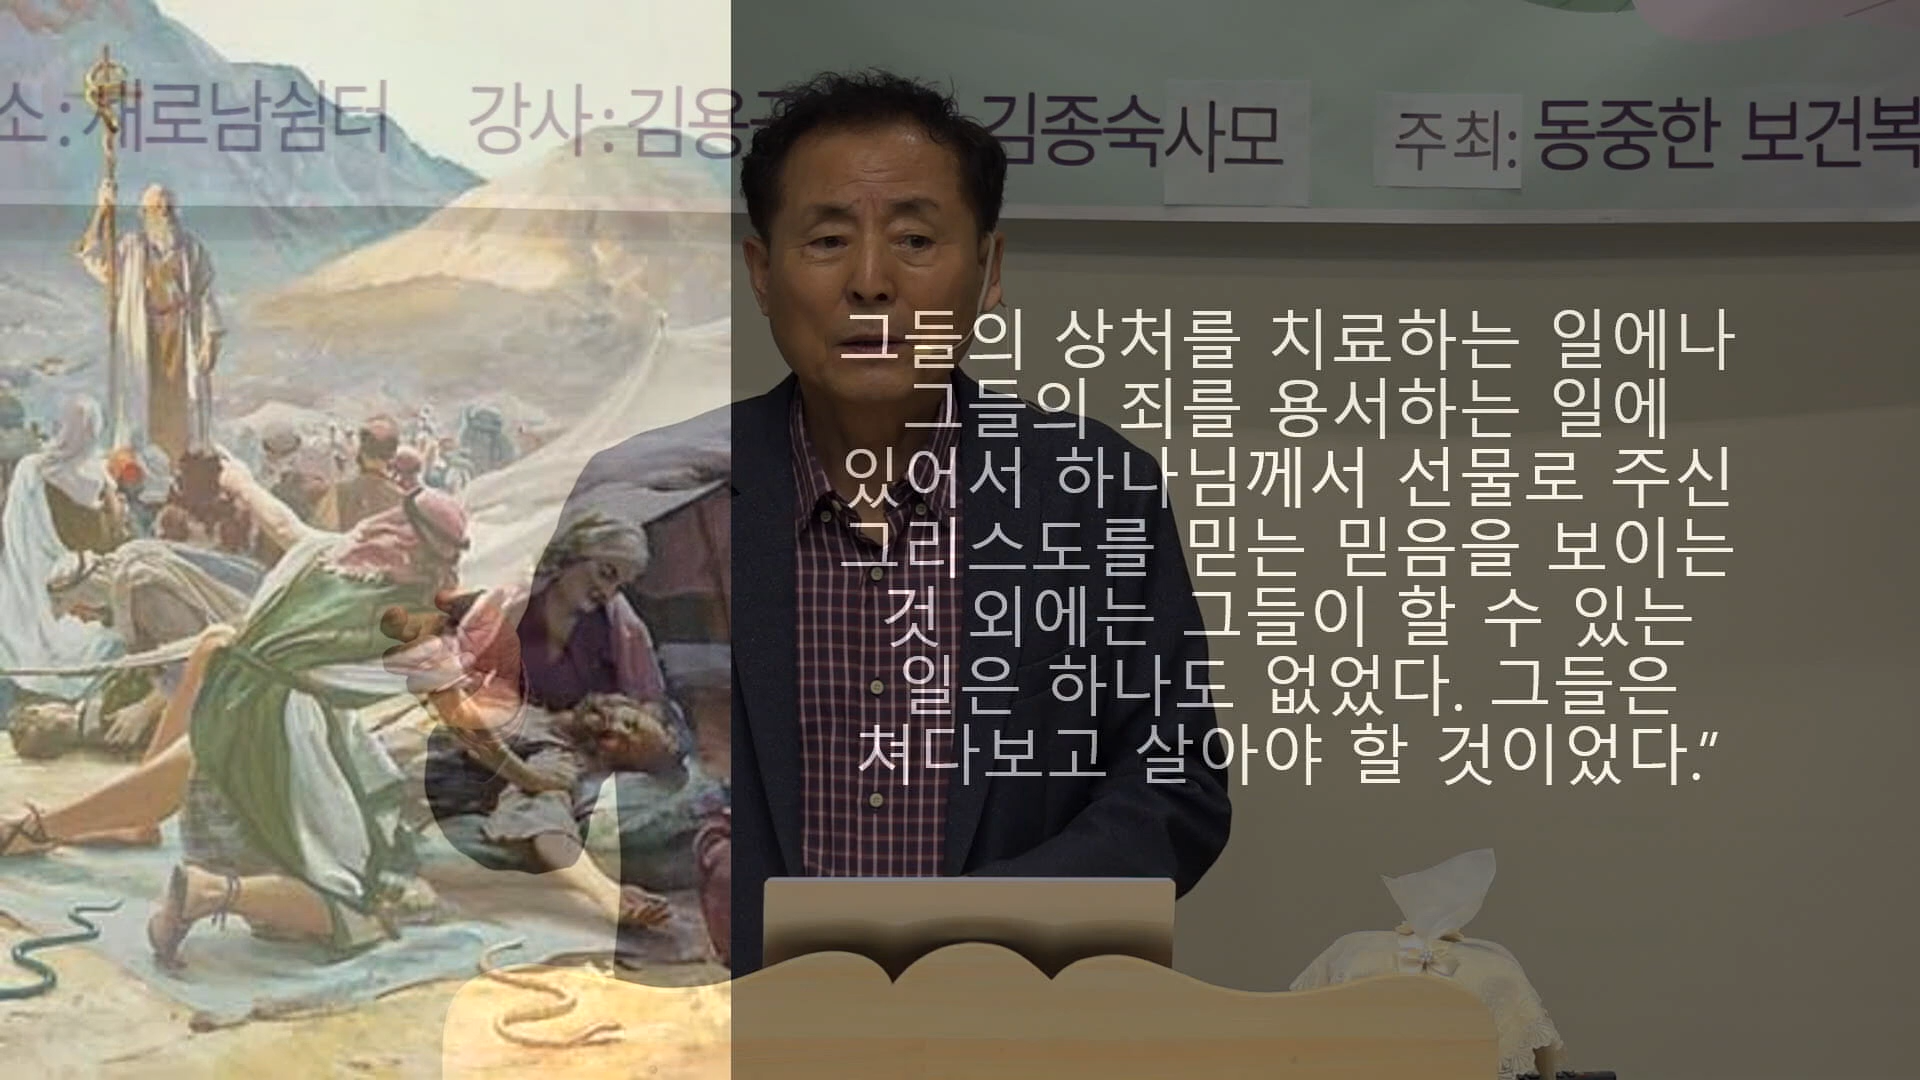 소: 새로남쉼터 강사: 김용 김종숙사모 주최: 동중한 보건복
그들의 상처를 치료하는 일에나
그들의 죄를 용서하는 일에
있어서 하나님께서 선물로 주신
그리스도를 믿는 믿음을 보이는
것 외에는 그들이 할 수 있는
일은 하나도 없었다. 그들은
쳐다보고 살아야 할 것이었다.”